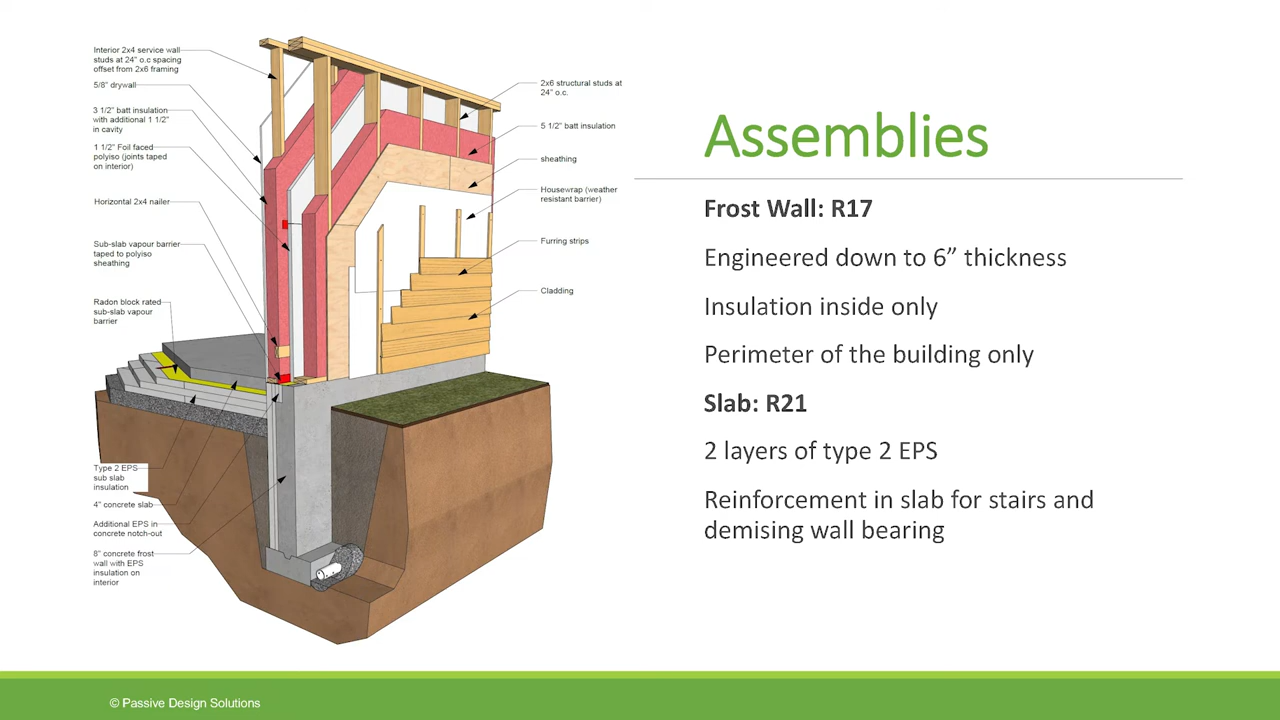 Interior 2x4 service wall
studs at 24" o.c spacing
offset from 2x6 framing
5/8" drywall
3 1/2" batt insulation
with additional 1 1/2"
in cavity
1 1/2" Foil faced
polyiso (joints taped
on interior)
Horizontal 2x4 nailer
Sub-slab vapour barrier
taped to polyiso
sheathing
Radon block rated
sub-slab vapour
barrier
Type 2 EPS
sub slab
insulation
4" concrete slab
Additional EPS in
concrete notch-out
8" concrete frost
wall with EPS
insulation on
interior
2x6 structural studs at
24" o.c.
5 1/2" batt insulation
sheathing
Housewrap (weather
resistant barrier)
Furring strips
Cladding
Assemblies
Frost Wall: R17
Engineered down to 6” thickness
Insulation inside only
Perimeter of the building only
Slab: R21
2 layers of type 2 EPS
Reinforcement in slab for stairs and
demising wall bearing
© Passive Design Solutions